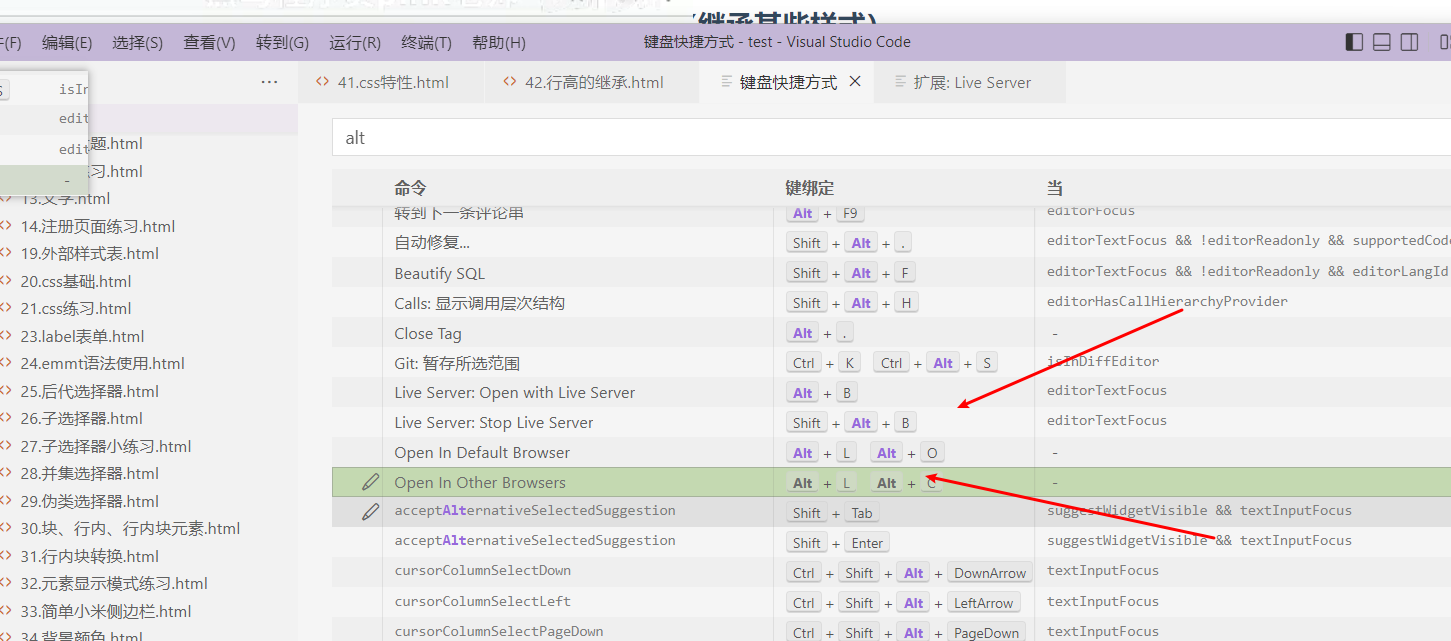 (继承某些样式)
(F) 编辑(E) 选择(S) 查看(V) 转到(G) 运行(R) 终端(T) 帮助(H) 键盘快捷方式 - test - Visual Studio Code
··· <> 41.css特性.html <> 42.行高的继承.html 键盘快捷方式 × 扩展: Live Server
edit
edit
-
题.html
习.html
13.文字.html
<> 14.注册页面练习.html
<> 19.外部样式表.html
<> 20.css基础.html
<> 21.css练习.html
<> 23.label表单.html
<> 24.emmt语法使用.html
<> 25.后代选择器.html
<> 26.子选择器.html
<> 27.子选择器小练习.html
<> 28.并集选择器.html
<> 29.伪类选择器.html
<> 30.块、行内、行内块元素.html
<> 31.行内块转换.html
<> 32.元素显示模式练习.html
<> 33.简单小米侧边栏.html
34.背景颜色.html
alt
命令 键绑定 当
转到下一条评论串 Alt + F9 editorFocus
自动修复... Shift + Alt + . editorTextFocus && !editorReadonly && supportedCode
Beautify SQL Shift + Alt + F editorTextFocus && !editorReadonly && editorLangId
Calls: 显示调用层次结构 Shift + Alt + H editorHasCallHierarchyProvider
Close Tag Alt + . -
Git: 暂存所选范围 Ctrl + K Ctrl + Alt + S isInDiffEditor
Live Server: Open with Live Server Alt + B editorTextFocus
Live Server: Stop Live Server Shift + Alt + B editorTextFocus
Open In Default Browser Alt + L Alt + O -
Open In Other Browsers Alt + L Alt + C -
acceptAlternativeSelectedSuggestion Shift + Tab suggestWidgetVisible && textInputFocus
acceptAlternativeSelectedSuggestion Shift + Enter suggestWidgetVisible && textInputFocus
cursorColumnSelectDown Ctrl + Shift + Alt + DownArrow textInputFocus
cursorColumnSelectLeft Ctrl + Shift + Alt + LeftArrow textInputFocus
cursorColumnSelectPageDown Ctrl + Shift + Alt + PageDown textInputFocus